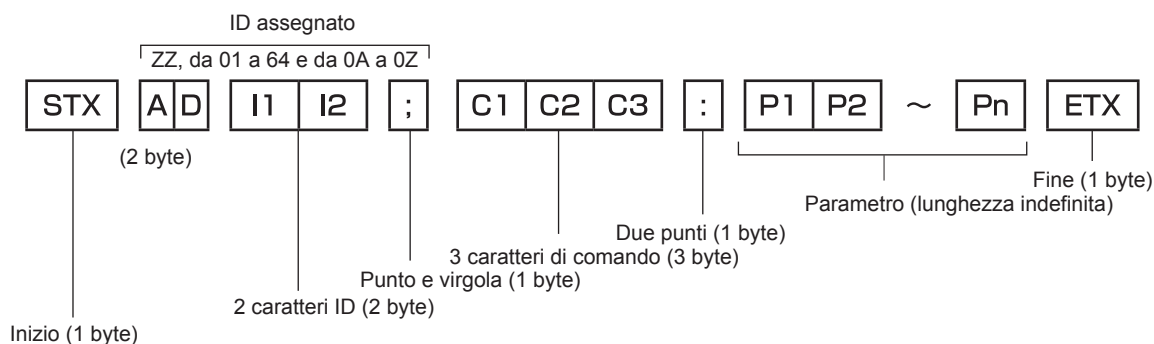 ID assegnato
ZZ, da 01 a 64 e da 0A a 0Z
STX A D I1 I2 ; C1 C2 C3 : P1 P2 ～ Pn ETX
(2 byte)
Fine (1 byte)
Parametro (lunghezza indefinita)
Due punti (1 byte)
3 caratteri di comando (3 byte)
Punto e virgola (1 byte)
2 caratteri ID (2 byte)
Inizio (1 byte)